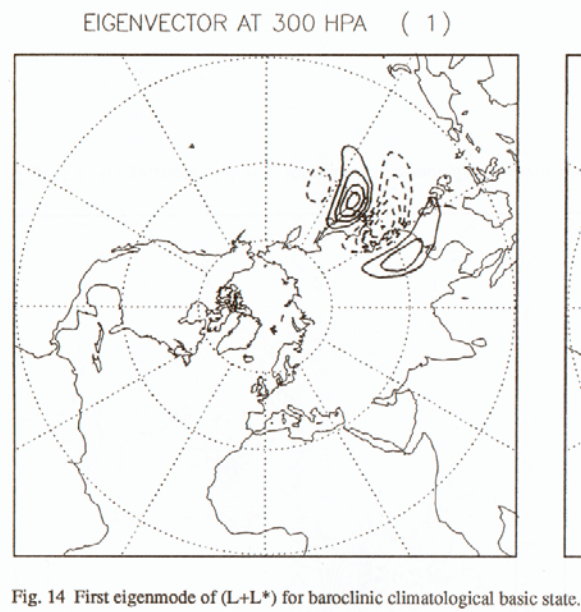 EIGENVECTOR AT 300 HPA ( 1)
Fig. 14 First eigenmode of (L+L*) for baroclinic climatological basic state.